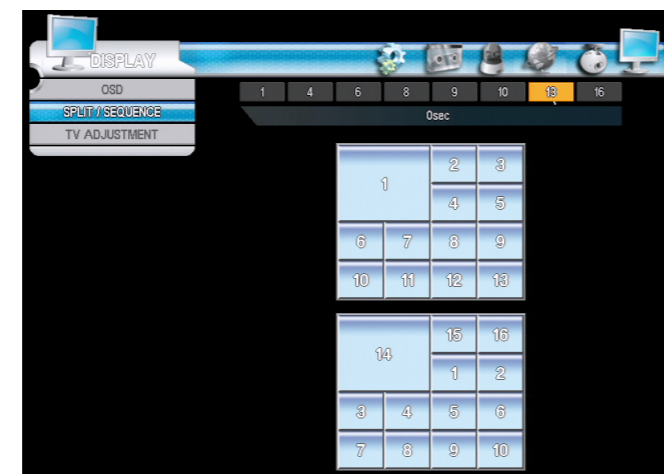 DISPLAY
OSD
SPLIT / SEQUENCE
TV ADJUSTMENT
1 4 6 8 9 10 13 16
0sec
1 2 3
4 5
6 7 8 9
10 11 12 13
14 15 16
1 2
3 4 5 6
7 8 9 10